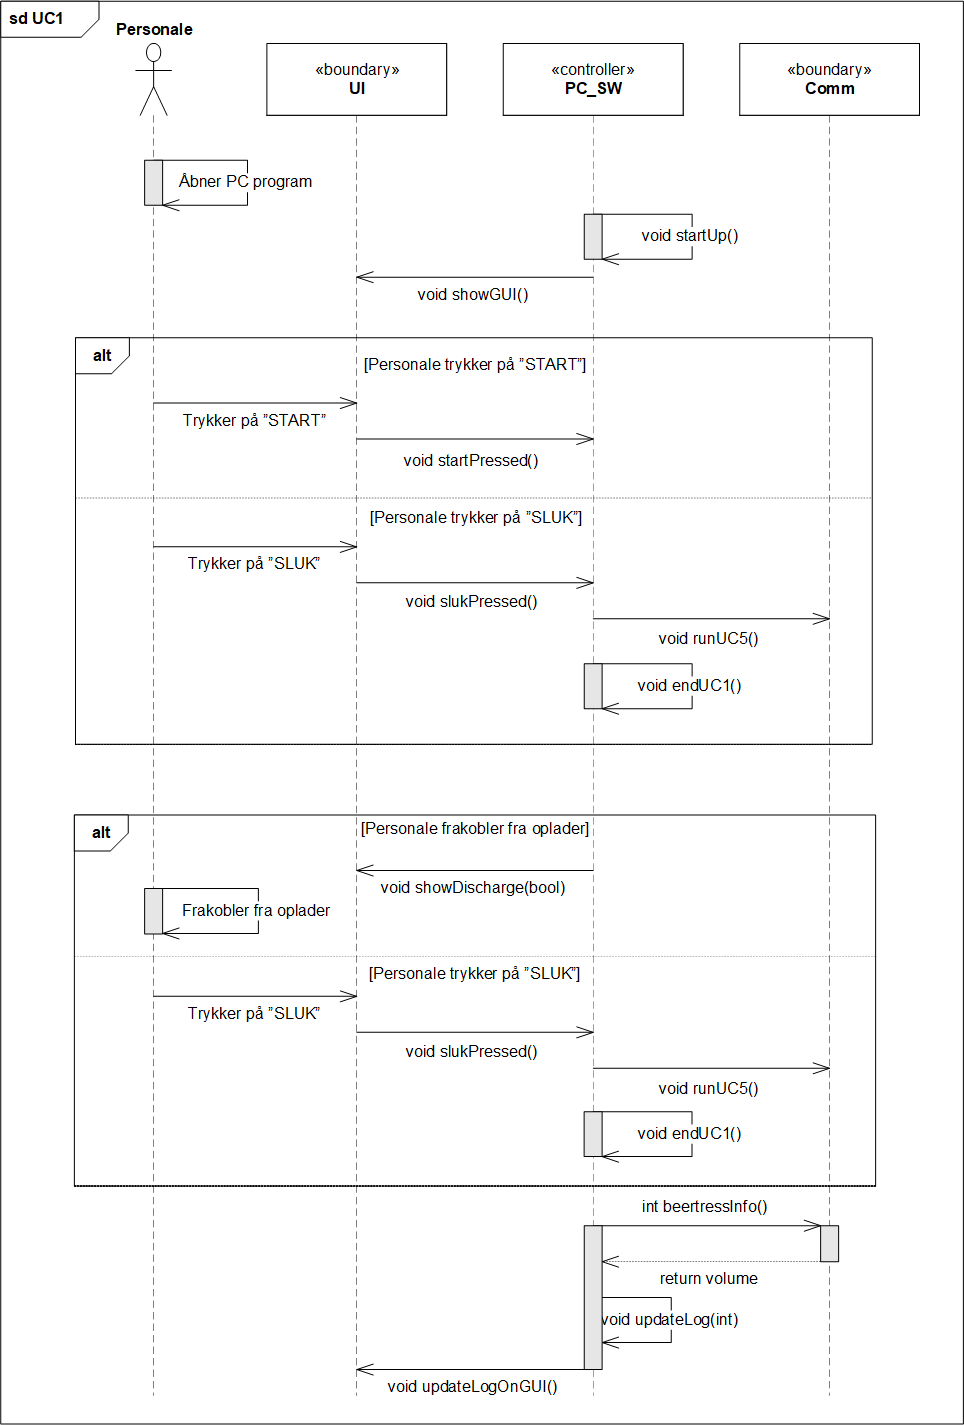 sd UC1
Personale
«boundary»
UI
«controller»
PC_SW
«boundary»
Comm
Åbner PC program
void startUp()
void showGUI()
alt
[Personale trykker på ”START”]
Trykker på ”START”
void startPressed()
[Personale trykker på ”SLUK”]
Trykker på ”SLUK”
void slukPressed()
void runUC5()
void endUC1()
alt
[Personale frakobler fra oplader]
void showDischarge(bool)
Frakobler fra oplader
[Personale trykker på ”SLUK”]
Trykker på ”SLUK”
void slukPressed()
void runUC5()
void endUC1()
int beertressInfo()
return volume
void updateLog(int)
void updateLogOnGUI()